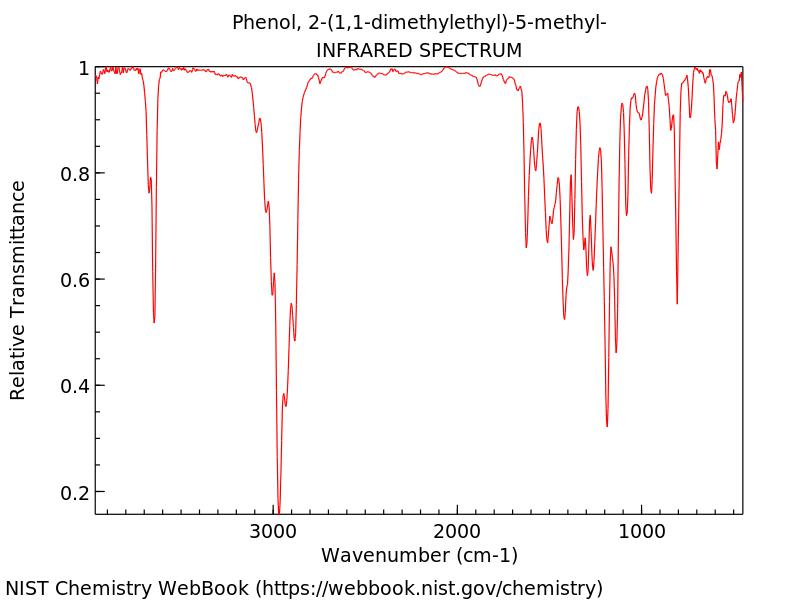 Phenol, 2-(1,1-dimethylethyl)-5-methyl-
INFRARED SPECTRUM
1
0.8
0.6
0.4
0.2
Relative Transmittance
3000 2000 1000
Wavenumber (cm-1)
NIST Chemistry WebBook (https://webbook.nist.gov/chemistry)